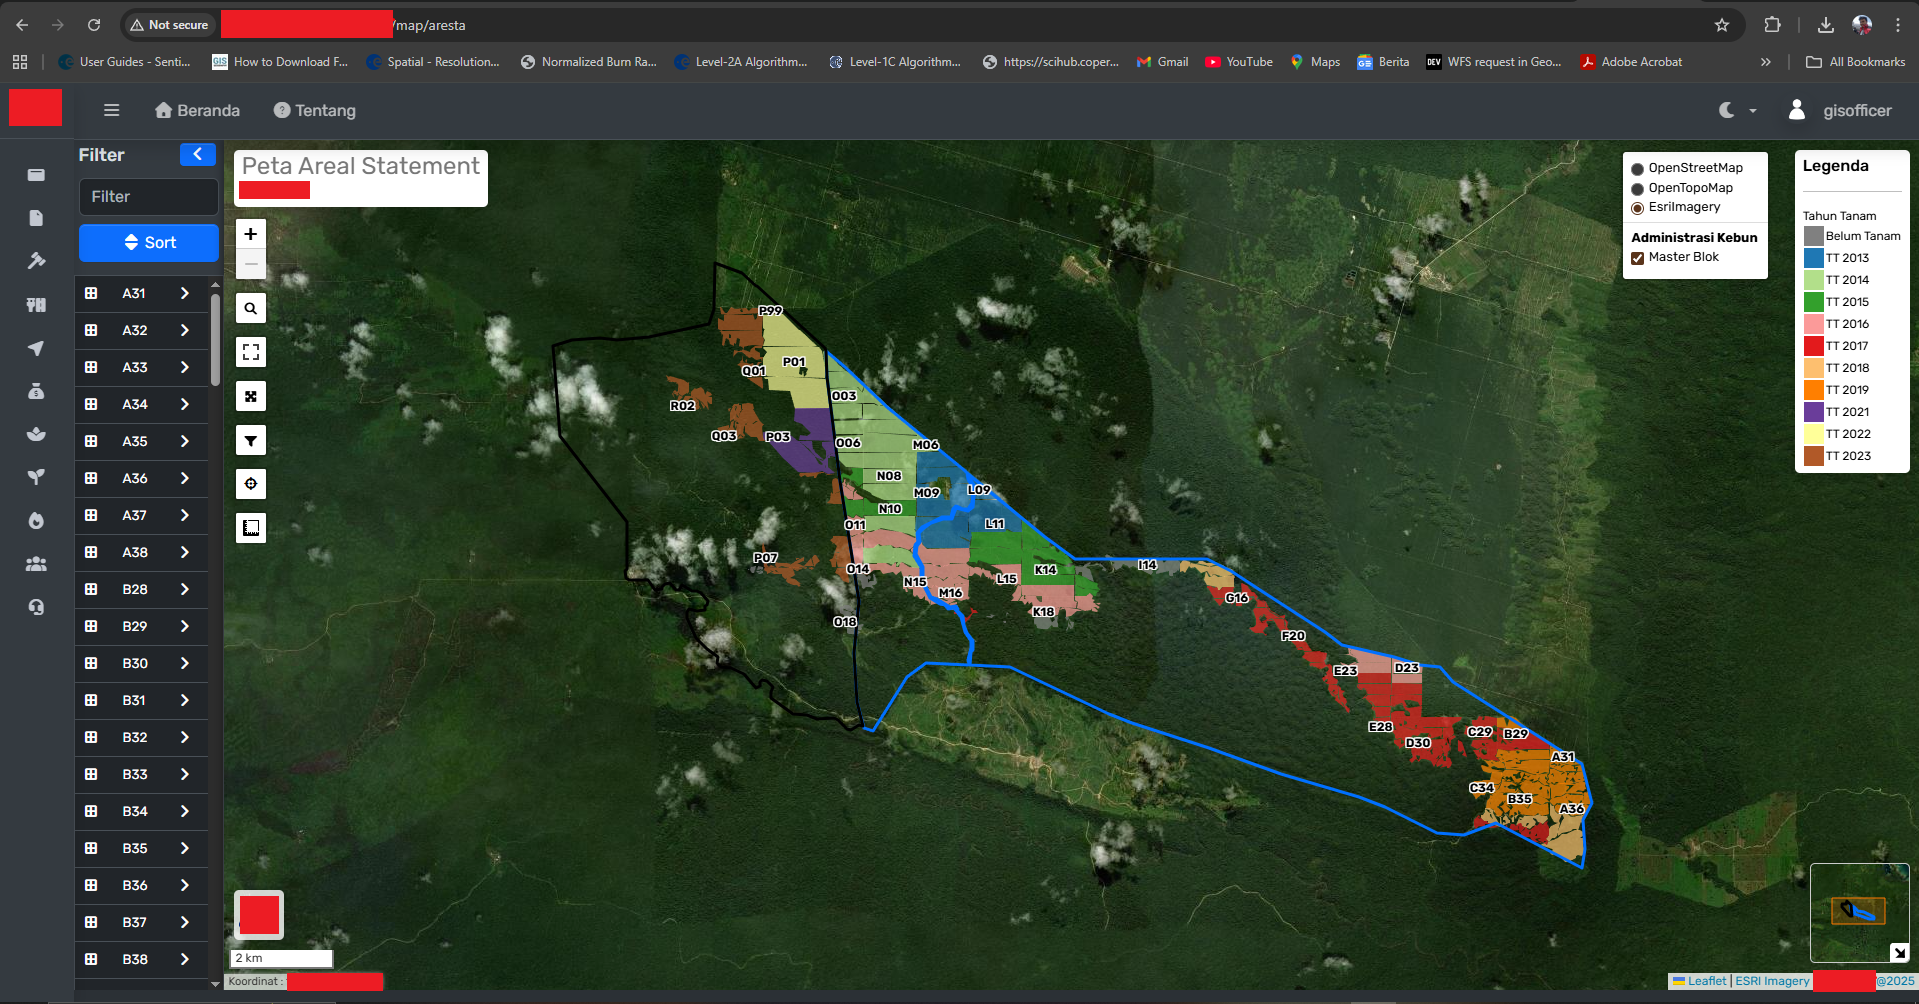 Not secure
/map/aresta
User Guides - Senti...
GIS
How to Download F...
Spatial - Resolution...
Normalized Burn Ra...
Level-2A Algorithm...
Level-1C Algorithm...
https://scihub.coper...
Gmail
YouTube
Maps
GE Berita
DEV WFS request in Geo...
Adobe Acrobat
All Bookmarks
Beranda
Tentang
gisofficer
Filter
Filter
Sort
A31
A32
A33
A34
A35
A36
A37
A38
B28
B29
B30
B31
B32
B33
B34
B35
B36
B37
B38
Peta Areal Statement
+
−
P99
P01
Q01
R02
O03
Q03
P03
O06
M06
N08
M09
L09
N10
O11
L11
P07
O14
N15
L15
K14
I14
M16
K18
G16
O18
F20
E23
D23
E28
D30
C29
B29
A31
C34
B35
A36
OpenStreetMap
OpenTopoMap
EsriImagery
Administrasi Kebun
Master Blok
Legenda
Tahun Tanam
Belum Tanam
TT 2013
TT 2014
TT 2015
TT 2016
TT 2017
TT 2018
TT 2019
TT 2021
TT 2022
TT 2023
2 km
Koordinat :
Leaflet | ESRI Imagery
@2025